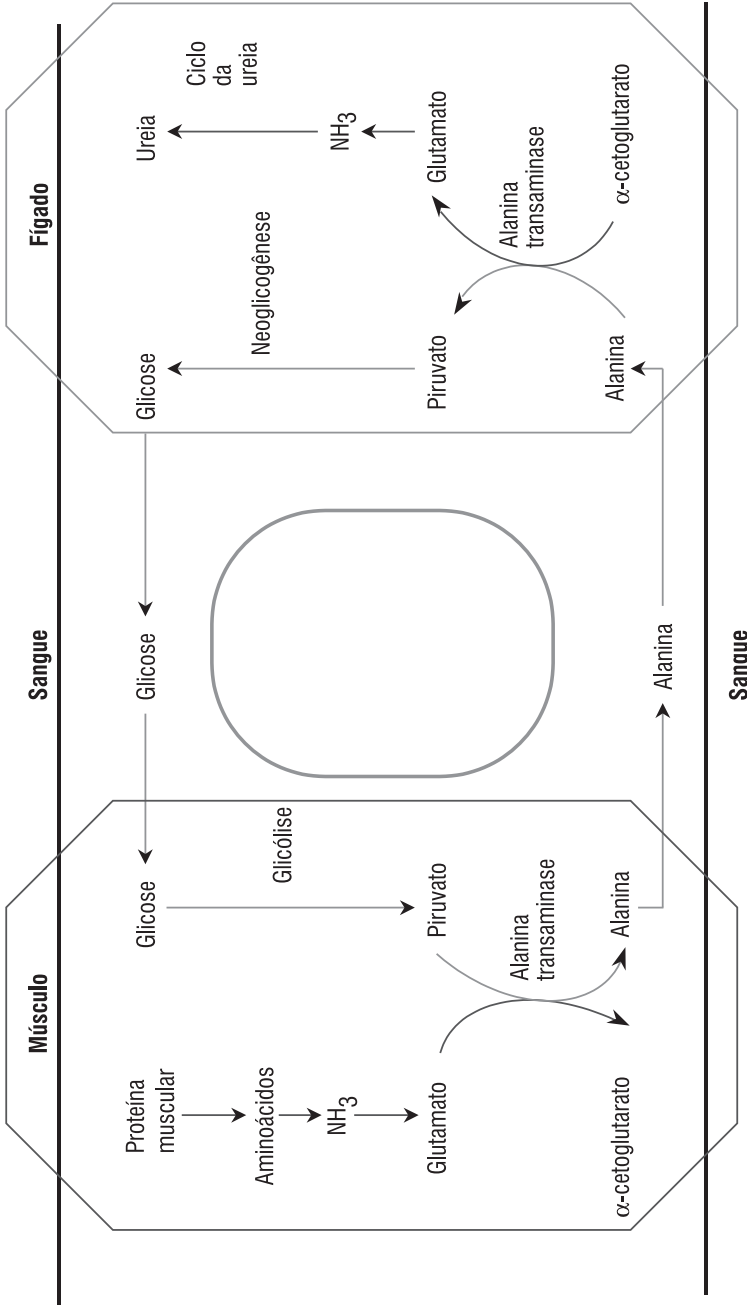 Músculo
Sangue
Fígado
Proteína
muscular
Aminoácidos
NH3
Glutamato
α-cetoglutarato
Glicose
Glicólise
Piruvato
Alanina
transaminase
Alanina
Glicose
Alanina
Glicose
Neoglicogênese
Piruvato
Alanina
Ureia
Ciclo
da
ureia
NH3
Glutamato
Alanina
transaminase
α-cetoglutarato
Sangue